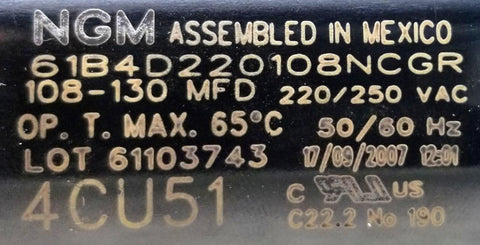 NGM ASSEMBLED IN MEXICO
61B4D220108NCGR
108-130 MFD 220/250 VAC
OP. T. MAX. 65°C 50/60 Hz
LOT 61103743 17/09/2007 12:01
4CU51 C RU US
C22.2 No 190